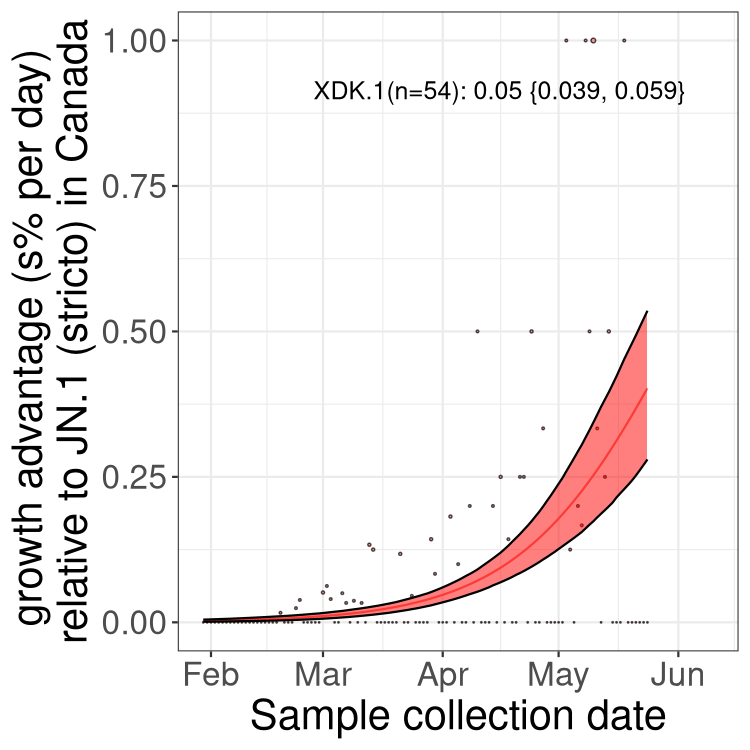 growth advantage (s% per day)
relative to JN.1 (stricto) in Canada
1.00
0.75
0.50
0.25
0.00
XDK.1(n=54): 0.05 {0.039, 0.059}
Feb Mar Apr May Jun
Sample collection date